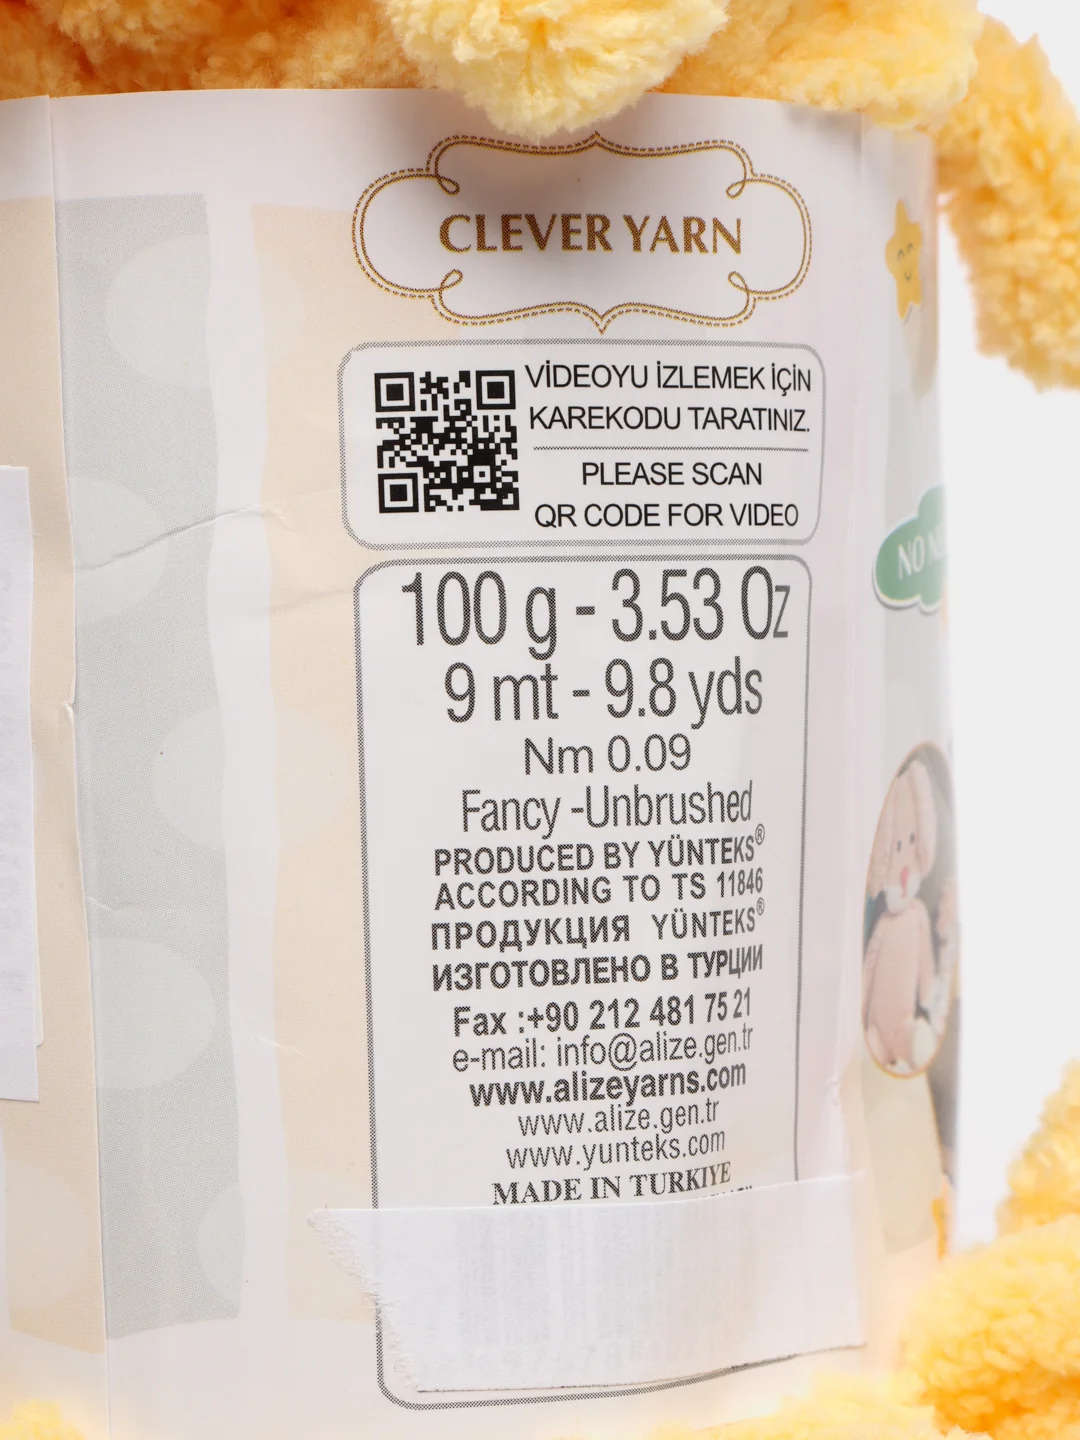 CLEVER YARN
VİDEOYU İZLEMEK İÇİN
KAREKODU TARATINIZ.
PLEASE SCAN
QR CODE FOR VIDEO
100 g - 3.53 Oz
9 mt - 9.8 yds
Nm 0.09
Fancy -Unbrushed
PRODUCED BY YÜNTEKS®
ACCORDING TO TS 11846
ПРОДУКЦИЯ YÜNTEKS®
ИЗГОТОВЛЕНО В ТУРЦИИ
Fax :+90 212 481 75 21
e-mail: info@alize.gen.tr
www.alizeyarns.com
www.alize.gen.tr
www.yunteks.com
MADE IN TURKIYE
NO